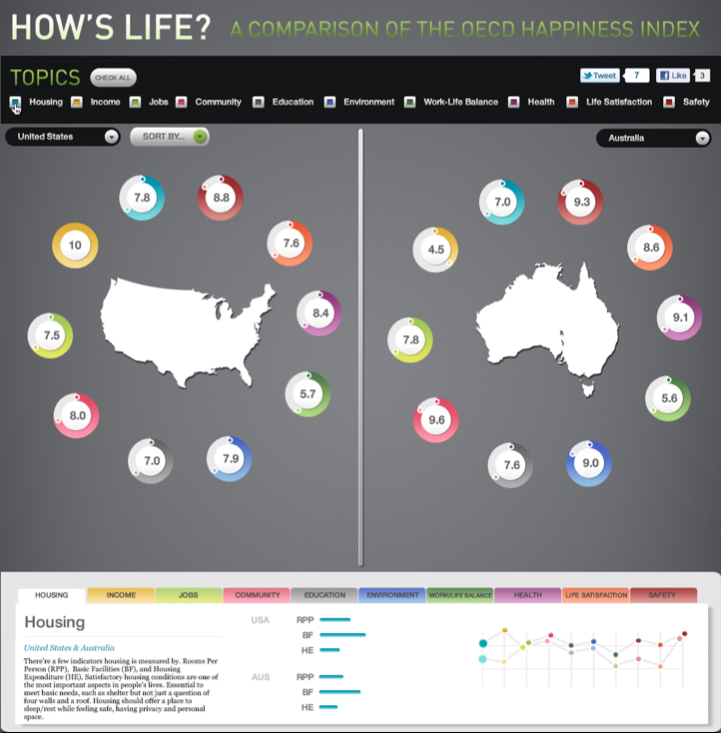 HOW'S LIFE? A COMPARISON OF THE OECD HAPPINESS INDEX
TOPICS CHECK ALL Tweet 7 Like 3
Housing Income Jobs Community Education Environment Work-Life Balance Health Life Satisfaction Safety
United States SORT BY... Australia
7.8 8.8
10 7.6
7.5 8.4
8.0 5.7
7.0 7.9
7.0 9.3
4.5 8.6
7.8 9.1
9.6 5.6
7.6 9.0
HOUSING INCOME JOBS COMMUNITY EDUCATION ENVIRONMENT WORK/LIFE BALANCE HEALTH LIFE SATISFACTION SAFETY
Housing
United States & Australia
There're a few indicators housing is measured by. Rooms Per
Person (RPP), Basic Facilities (BF), and Housing
Expenditure (HE). Satisfactory housing conditions are one of
the most important aspects in people's lives. Essential to
meet basic needs, such as shelter but not just a question of
four walls and a roof. Housing should offer a place to
sleep/rest while feeling safe, having privacy and personal
space.
USA RPP
BF
HE
AUS RPP
BF
HE